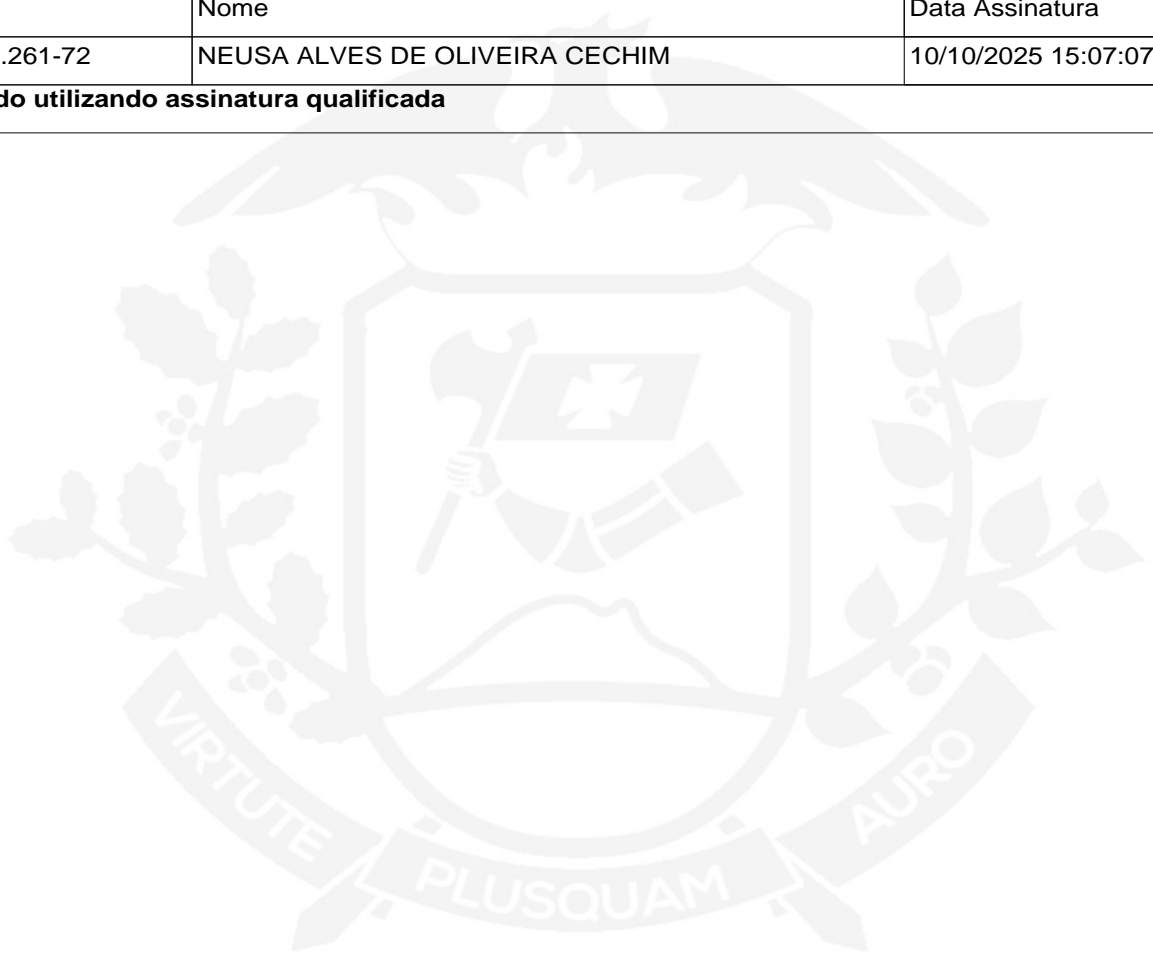 Nome Data Assinatura
.261-72 NEUSA ALVES DE OLIVEIRA CECHIM 10/10/2025 15:07:07
do utilizando assinatura qualificada
VIRTUTE PLUSQUAM AURO